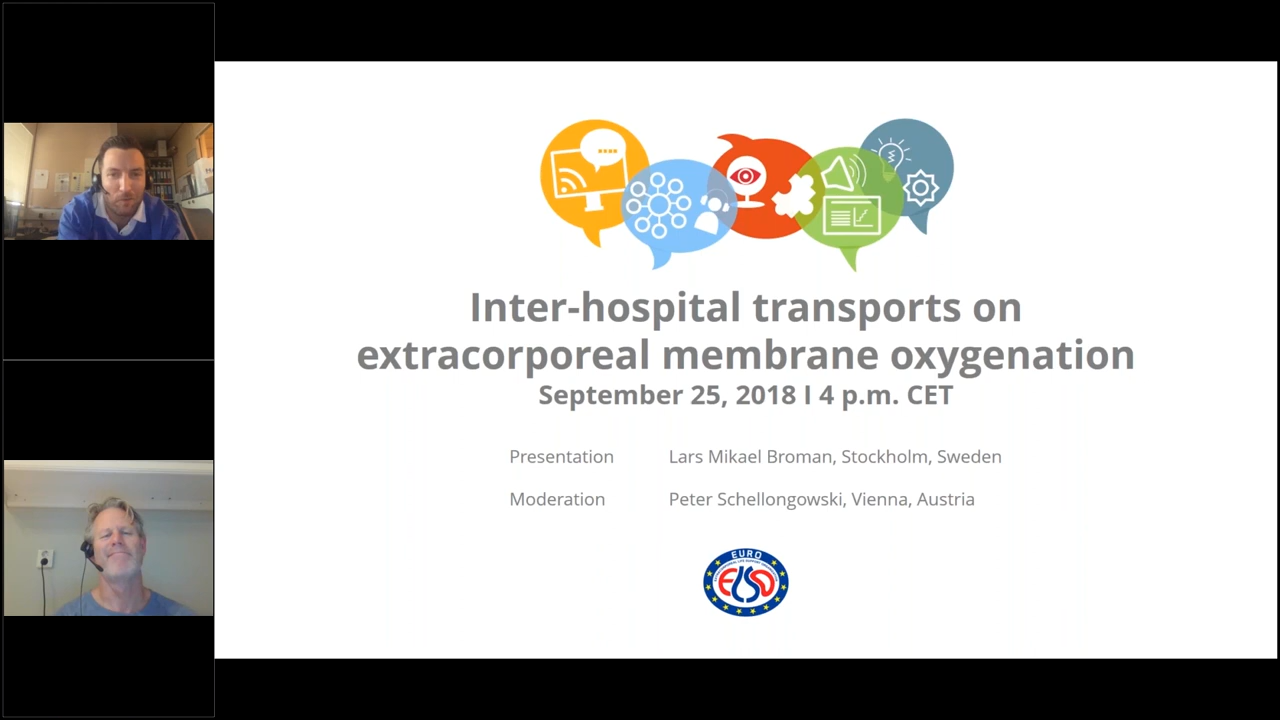 Inter-hospital transports on
extracorporeal membrane oxygenation
September 25, 2018 I 4 p.m. CET
Presentation Lars Mikael Broman, Stockholm, Sweden
Moderation Peter Schellongowski, Vienna, Austria
EURO
ELSO